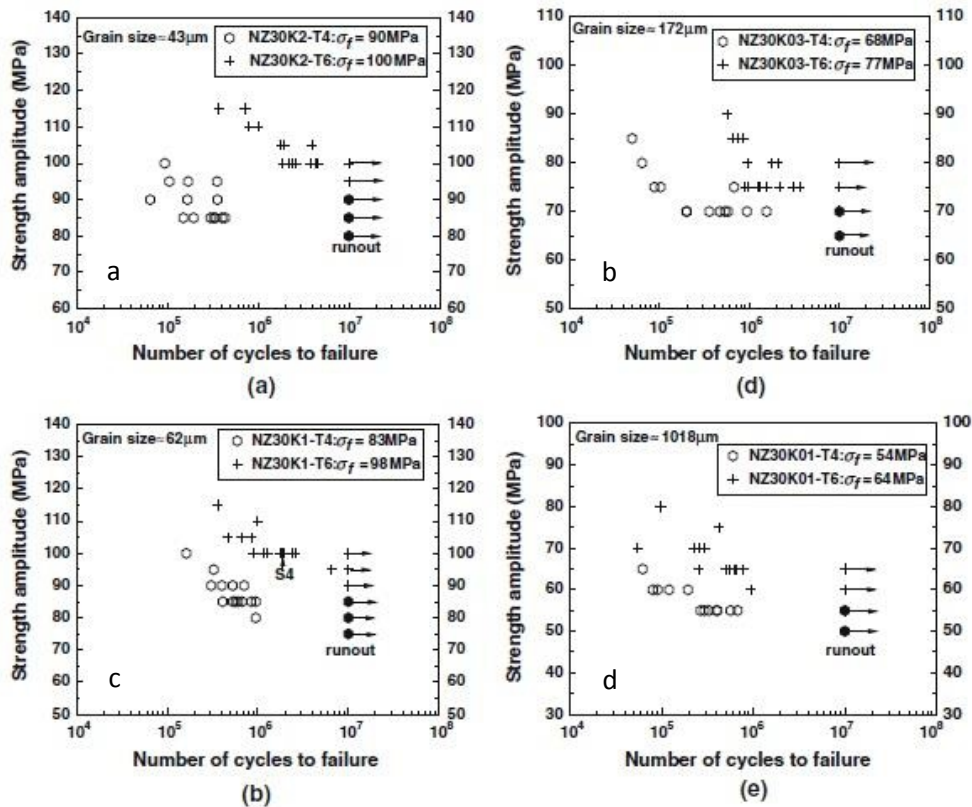 Grain size≈43μm
NZ30K2-T4:σf = 90MPa
NZ30K2-T6:σf = 100MPa
Strength amplitude (MPa)
140
130
120
110
100
90
80
70
60
140
130
120
110
100
90
80
70
60
a
runout
10^4 10^5 10^6 10^7 10^8
Number of cycles to failure
(a)
Grain size≈172μm
NZ30K03-T4:σf = 68MPa
NZ30K03-T6:σf = 77MPa
Strength amplitude (MPa)
110
100
90
80
70
60
50
110
100
90
80
70
60
50
b
runout
10^4 10^5 10^6 10^7 10^8
Number of cycles to failure
(d)
Grain size≈62μm
NZ30K1-T4:σf = 83MPa
NZ30K1-T6:σf = 98MPa
Strength amplitude (MPa)
140
130
120
110
100
90
80
70
60
50
140
130
120
110
100
90
80
70
60
50
S4
c
runout
10^4 10^5 10^6 10^7 10^8
Number of cycles to failure
(b)
Grain size≈1018μm
NZ30K01-T4:σf = 54MPa
NZ30K01-T6:σf = 64MPa
Strength amplitude (MPa)
100
90
80
70
60
50
40
30
100
90
80
70
60
50
40
30
d
runout
10^4 10^5 10^6 10^7 10^8
Number of cycles to failure
(e)